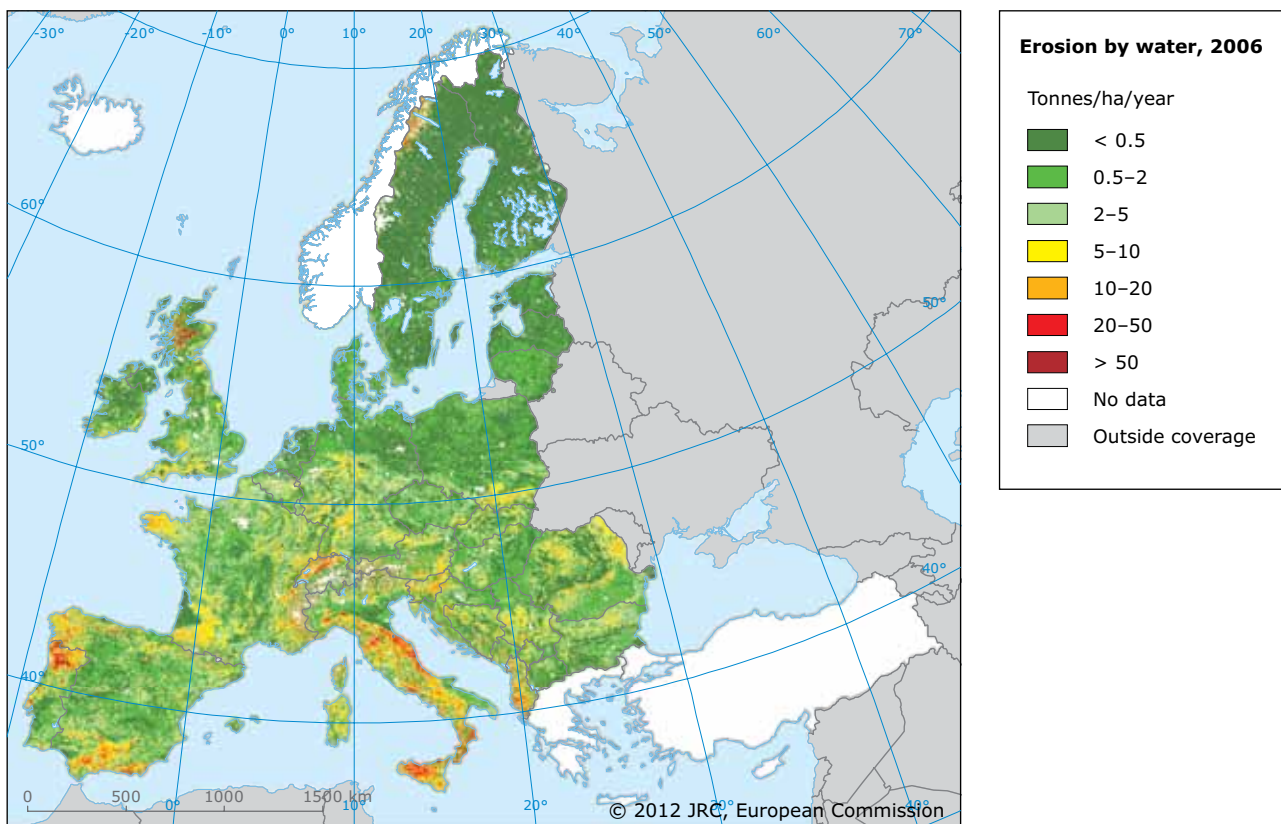 -30° -20° -10° 0° 10° 20° 30° 40° 50° 60° 70°
60°
50°
50°
40°
40°
0 500 1000 1500 km
0° 10° 20° 30° 40°
© 2012 JRC, European Commission
Erosion by water, 2006
Tonnes/ha/year
< 0.5
0.5–2
2–5
5–10
10–20
20–50
> 50
No data
Outside coverage